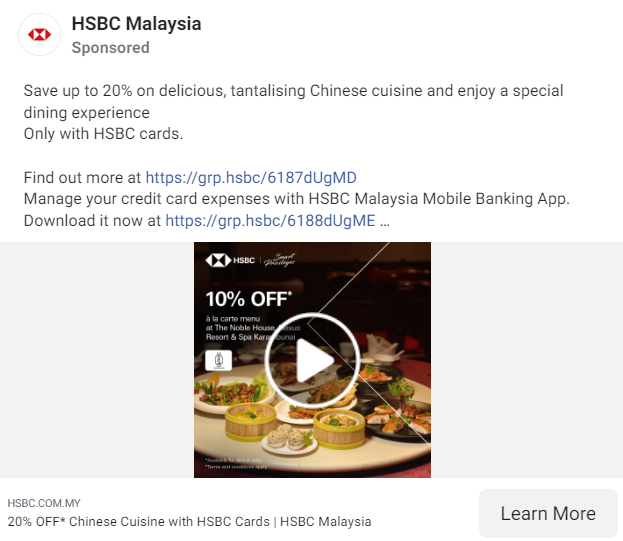 HSBC Malaysia
Sponsored
Save up to 20% on delicious, tantalising Chinese cuisine and enjoy a special
dining experience
Only with HSBC cards.
Find out more at https://grp.hsbc/6187dUgMD
Manage your credit card expenses with HSBC Malaysia Mobile Banking App.
Download it now at https://grp.hsbc/6188dUgME ...
HSBC | Smart Privileges
10% OFF*
à la carte menu
at The Noble House,
Resort & Spa
*Available for dine-in only
*Terms and conditions apply
HSBC.COM.MY
20% OFF* Chinese Cuisine with HSBC Cards | HSBC Malaysia
Learn More